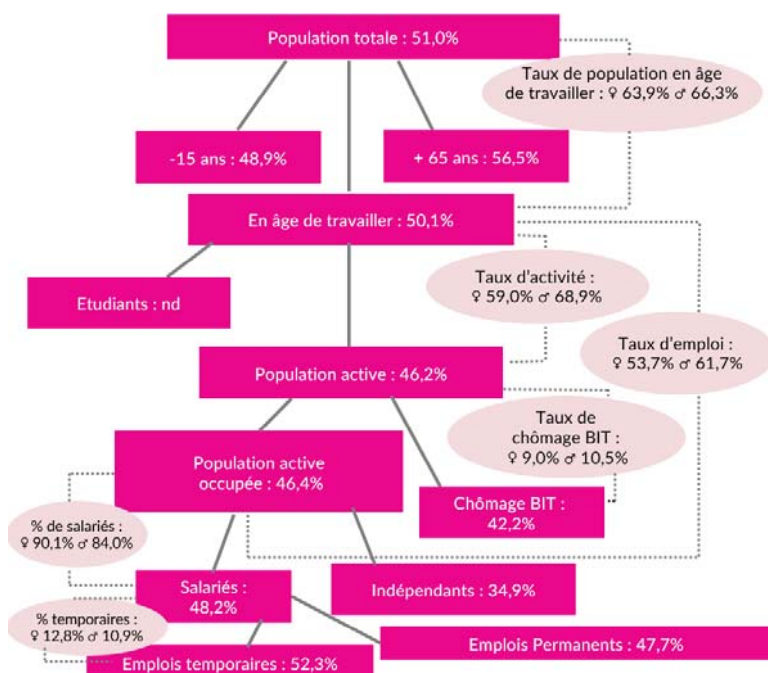 Population totale : 51,0%
Taux de population en âge
de travailler : ♀ 63,9% ♂ 66,3%
-15 ans : 48,9%
+ 65 ans : 56,5%
En âge de travailler : 50,1%
Etudiants : nd
Taux d'activité :
♀ 59,0% ♂ 68,9%
Taux d'emploi :
♀ 53,7% ♂ 61,7%
Population active : 46,2%
Taux de
chômage BIT :
♀ 9,0% ♂ 10,5%
Population active
occupée : 46,4%
Chômage BIT :
42,2%
% de salariés :
♀ 90,1% ♂ 84,0%
Salariés :
48,2%
Indépendants : 34,9%
% temporaires :
♀ 12,8% ♂ 10,9%
Emplois temporaires : 52,3%
Emplois Permanents : 47,7%